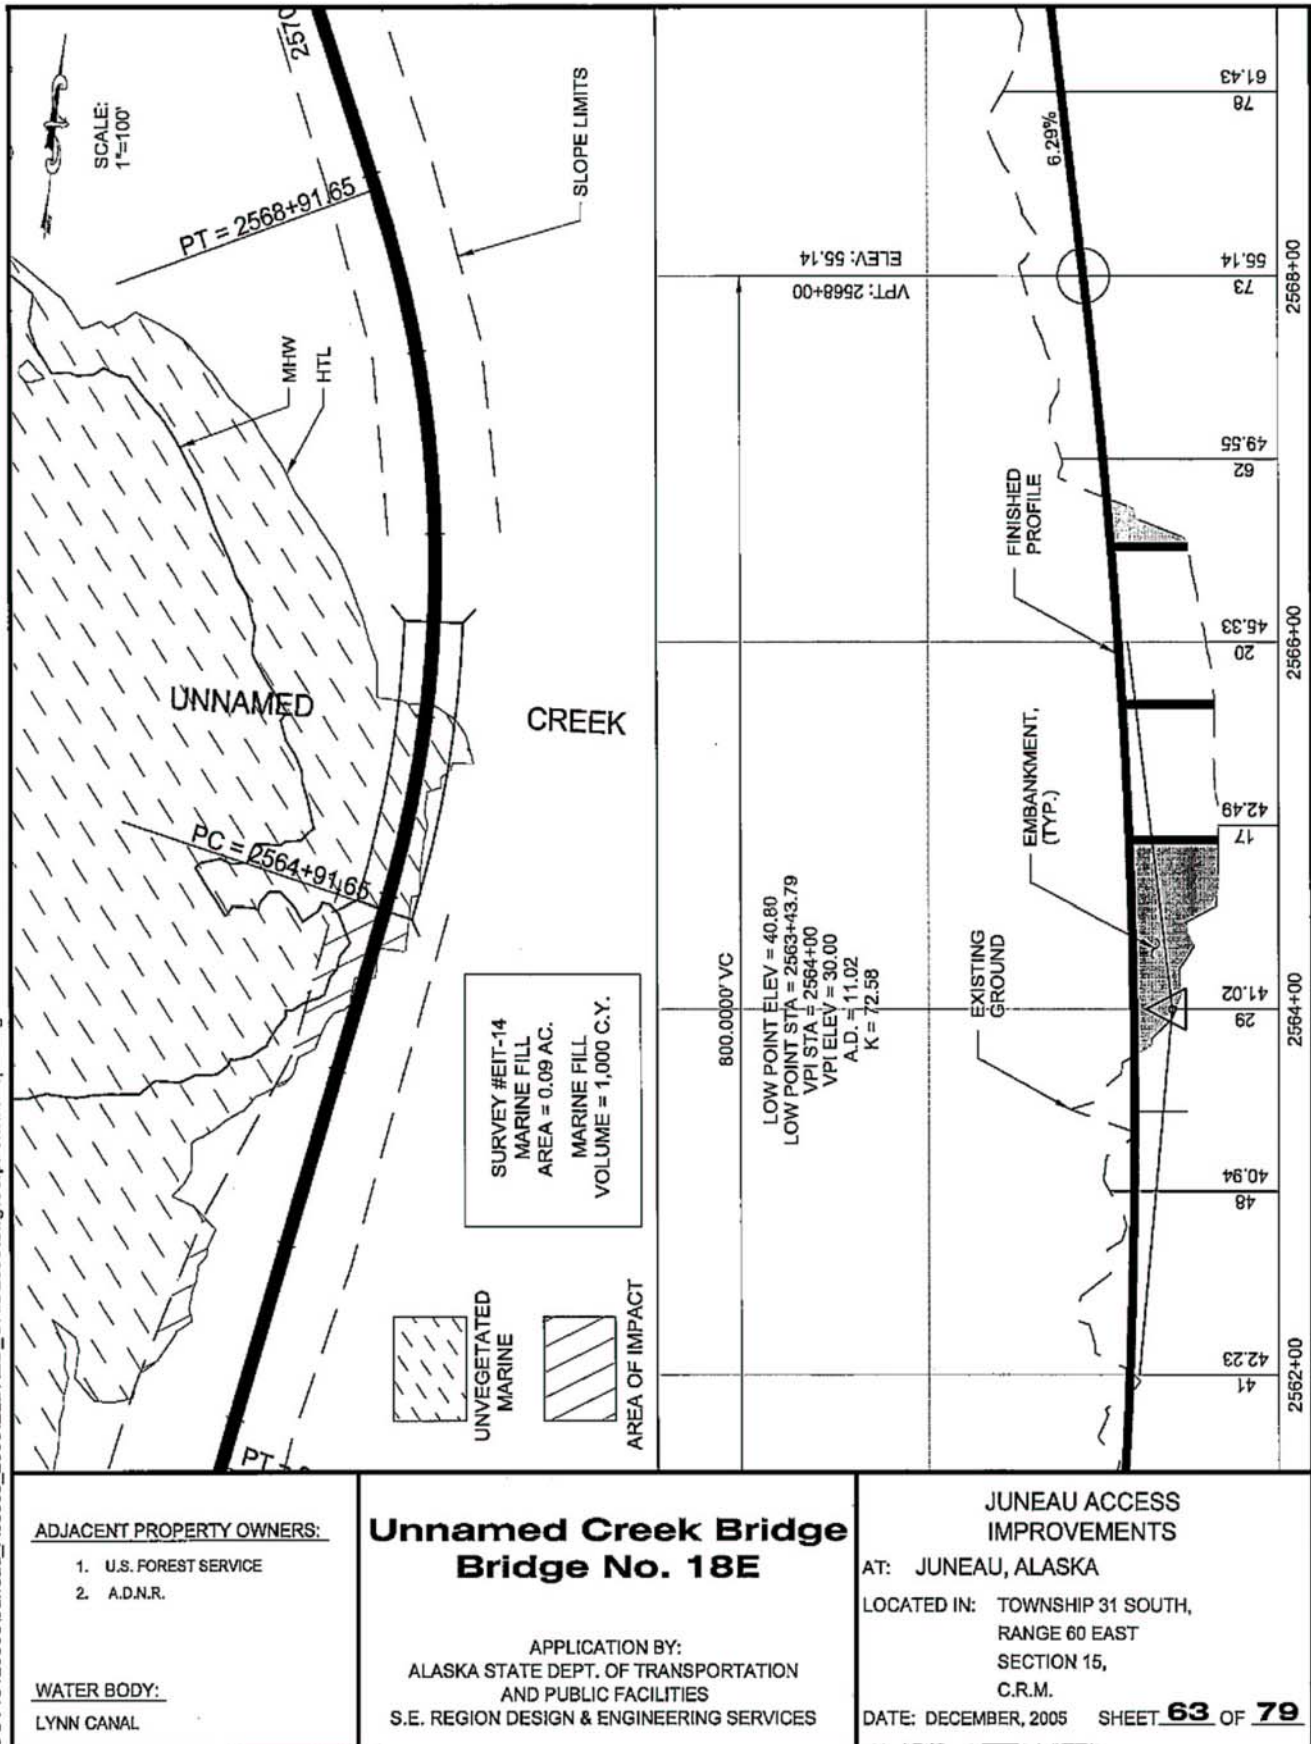 SCALE:
1"=100'
2570
PT = 2568+91.65
SLOPE LIMITS
MHW
HTL
UNNAMED
CREEK
PC = 2564+91.65
SURVEY #EIT-14
MARINE FILL
AREA = 0.09 AC.
MARINE FILL
VOLUME = 1,000 C.Y.
UNVEGETATED
MARINE
AREA OF IMPACT
6.29%
VPT: 2568+00
ELEV: 55.14
FINISHED
PROFILE
EMBANKMENT,
(TYP.)
EXISTING
GROUND
800.0000' VC
LOW POINT ELEV = 40.80
LOW POINT STA = 2563+43.79
VPI STA = 2564+00
VPI ELEV = 30.00
A.D. = 11.02
K = 72.58
78
61.43
73
55.14
2568+00
62
49.55
20
45.33
2566+00
17
42.49
29
41.02
2564+00
48
40.94
41
42.23
2562+00
ADJACENT PROPERTY OWNERS:
1. U.S. FOREST SERVICE
2. A.D.N.R.
WATER BODY:
LYNN CANAL
Unnamed Creek Bridge
Bridge No. 18E
APPLICATION BY:
ALASKA STATE DEPT. OF TRANSPORTATION
AND PUBLIC FACILITIES
S.E. REGION DESIGN & ENGINEERING SERVICES
JUNEAU ACCESS
IMPROVEMENTS
AT: JUNEAU, ALASKA
LOCATED IN: TOWNSHIP 31 SOUTH,
RANGE 60 EAST
SECTION 15,
C.R.M.
DATE: DECEMBER, 2005 SHEET 63 OF 79